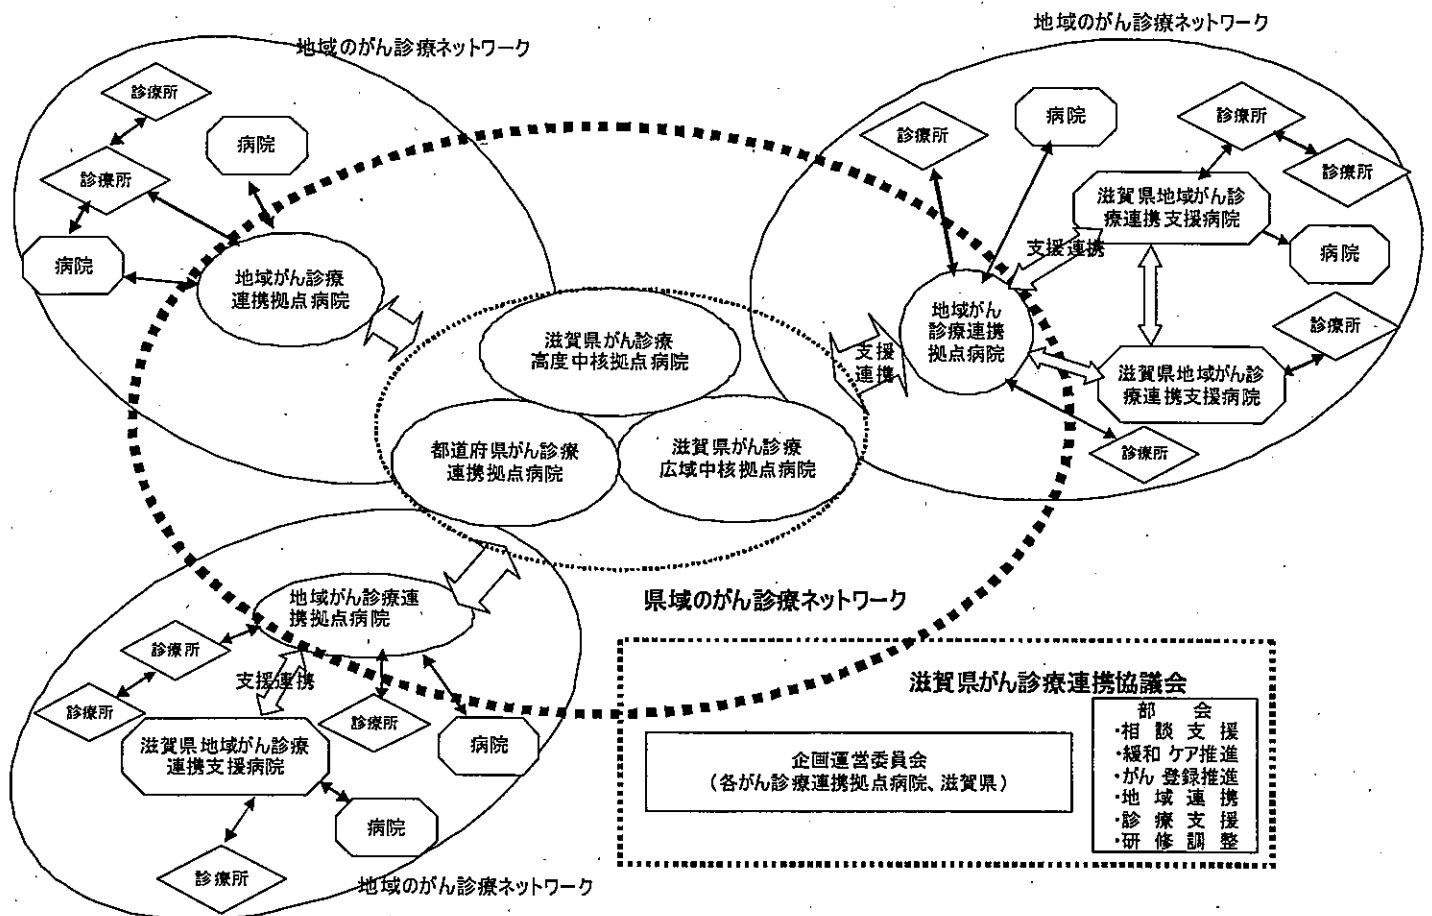 地域のがん診療ネットワーク
診療所
病院
診療所
病院
地域がん診療
連携拠点病院
地域のがん診療ネットワーク
診療所
病院
診療所
診療所
滋賀県地域がん診
療連携支援病院
支援連携
病院
地域がん
診療連携
拠点病院
診療所
滋賀県地域がん診
療連携支援病院
診療所
支援
連携
滋賀県がん診療
高度中核拠点病院
都道府県がん診療
連携拠点病院
滋賀県がん診療
広域中核拠点病院
県域のがん診療ネットワーク
地域がん診療連
携拠点病院
診療所
支援連携
診療所
診療所
病院
滋賀県地域がん診療
連携支援病院
病院
診療所
地域のがん診療ネットワーク
滋賀県がん診療連携協議会
企画運営委員会
(各がん診療連携拠点病院、滋賀県)
部 会
・相 談 支 援
・緩和 ケア推進
・がん 登録推進
・地 域 連 携
・診 療 支 援
・研 修 調 整